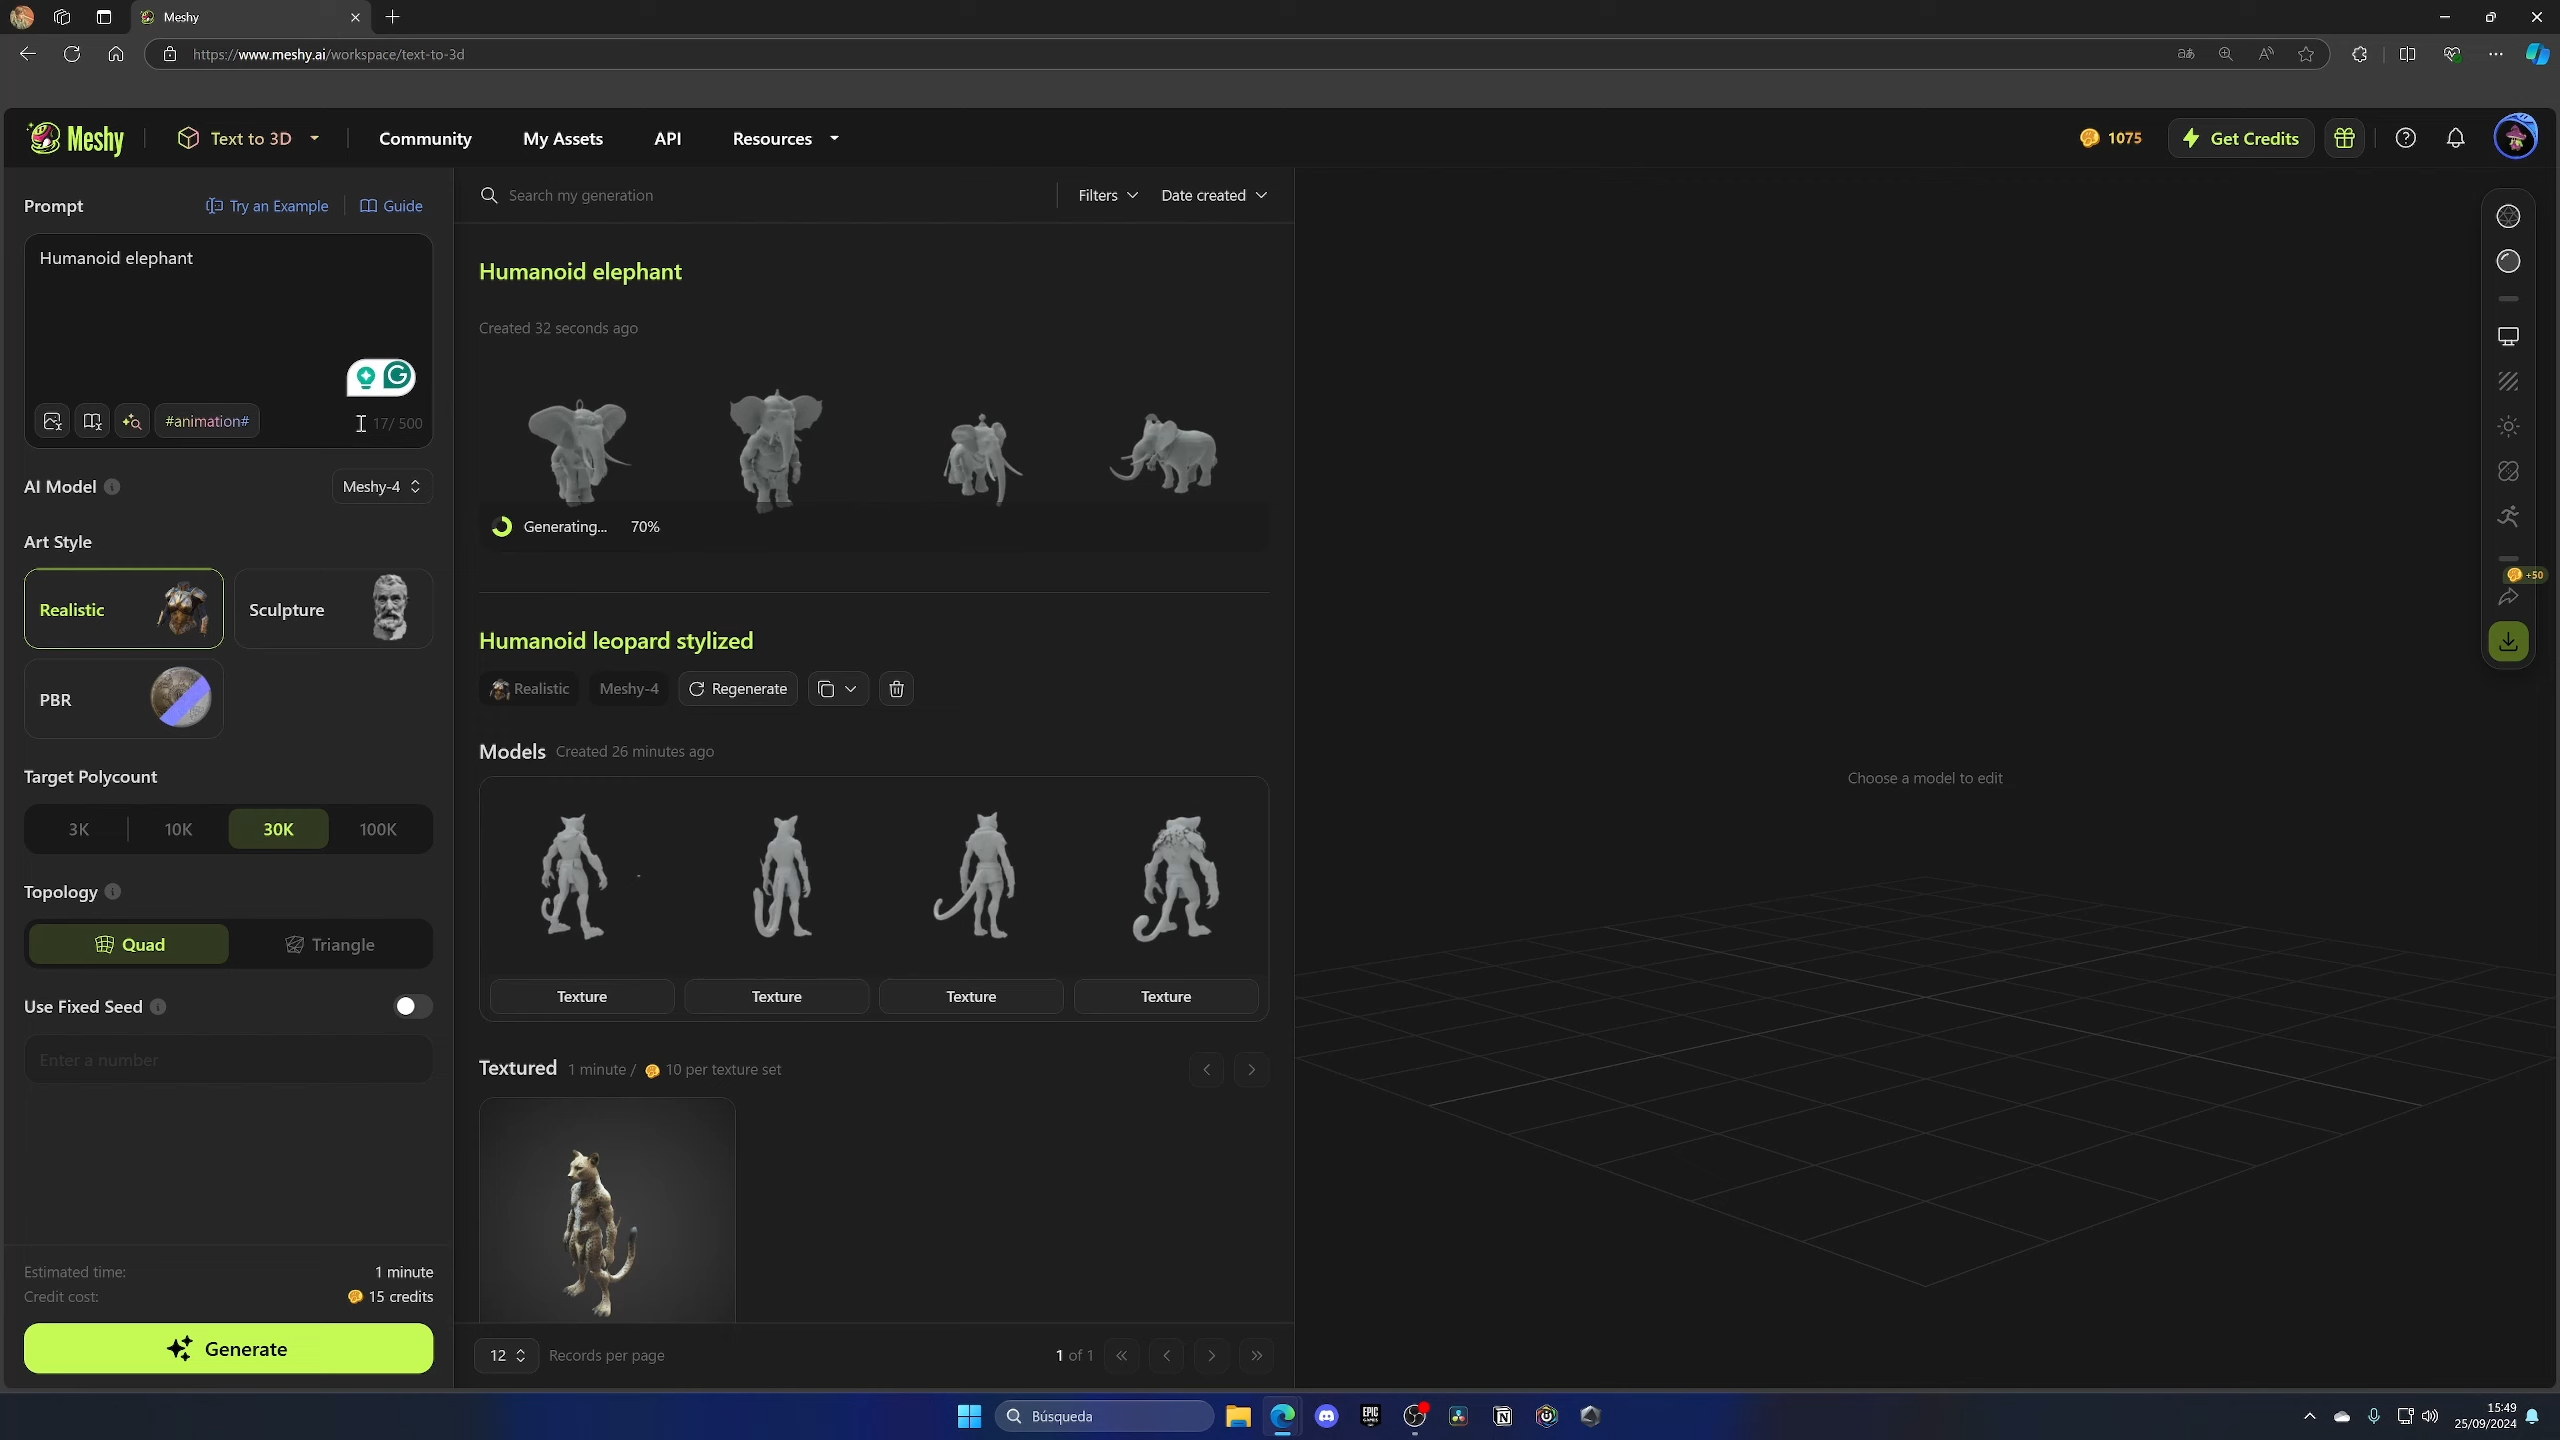 Meshy
https://www.meshy.ai/workspace/text-to-3d
Meshy
Text to 3D
Community
My Assets
API
Resources
1075
Get Credits
Prompt
Try an Example
Guide
Humanoid elephant
#animation#
17/ 500
AI Model
Meshy-4
Art Style
Realistic
Sculpture
PBR
Target Polycount
3K
10K
30K
100K
Topology
Quad
Triangle
Use Fixed Seed
Enter a number
Estimated time:
1 minute
Credit cost:
15 credits
Generate
Search my generation
Filters
Date created
Humanoid elephant
Created 32 seconds ago
Generating...
70%
Humanoid leopard stylized
Realistic
Meshy-4
Regenerate
Models
Created 26 minutes ago
Texture
Texture
Texture
Texture
Textured
1 minute /
10 per texture set
12
Records per page
1 of 1
Choose a model to edit
+50
Búsqueda
EPIC
GAMES
15:49
25/09/2024